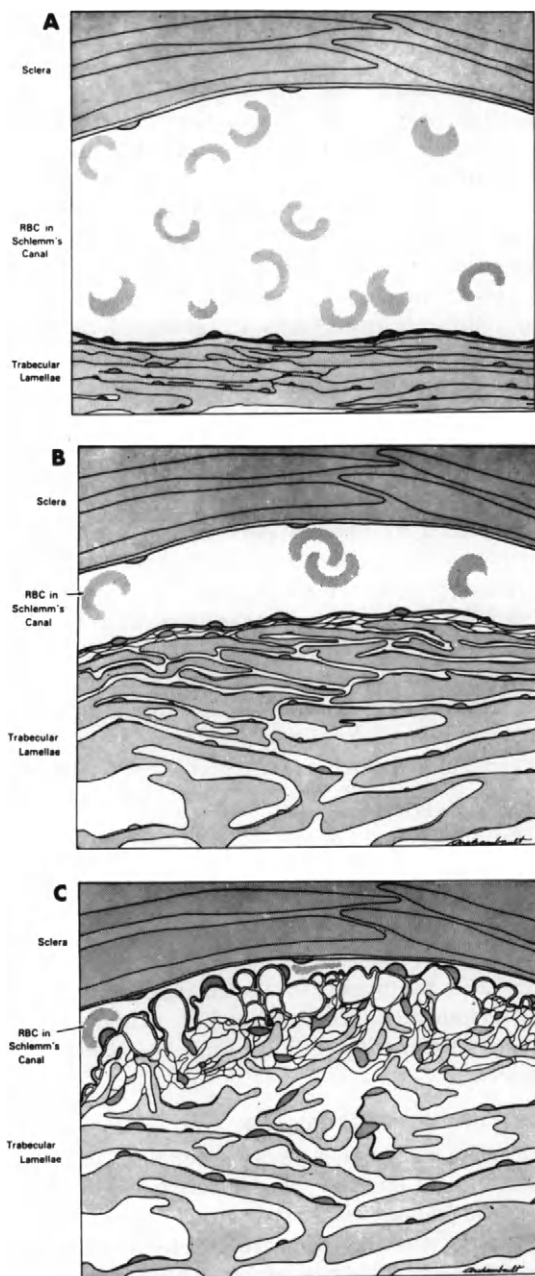 A
Sclera
RBC in
Schlemm's
Canal
Trabecular
Lamellae
B
Sclera
RBC in
Schlemm's
Canal
Trabecular
Lamellae
C
Sclera
RBC in
Schlemm's
Canal
Trabecular
Lamellae